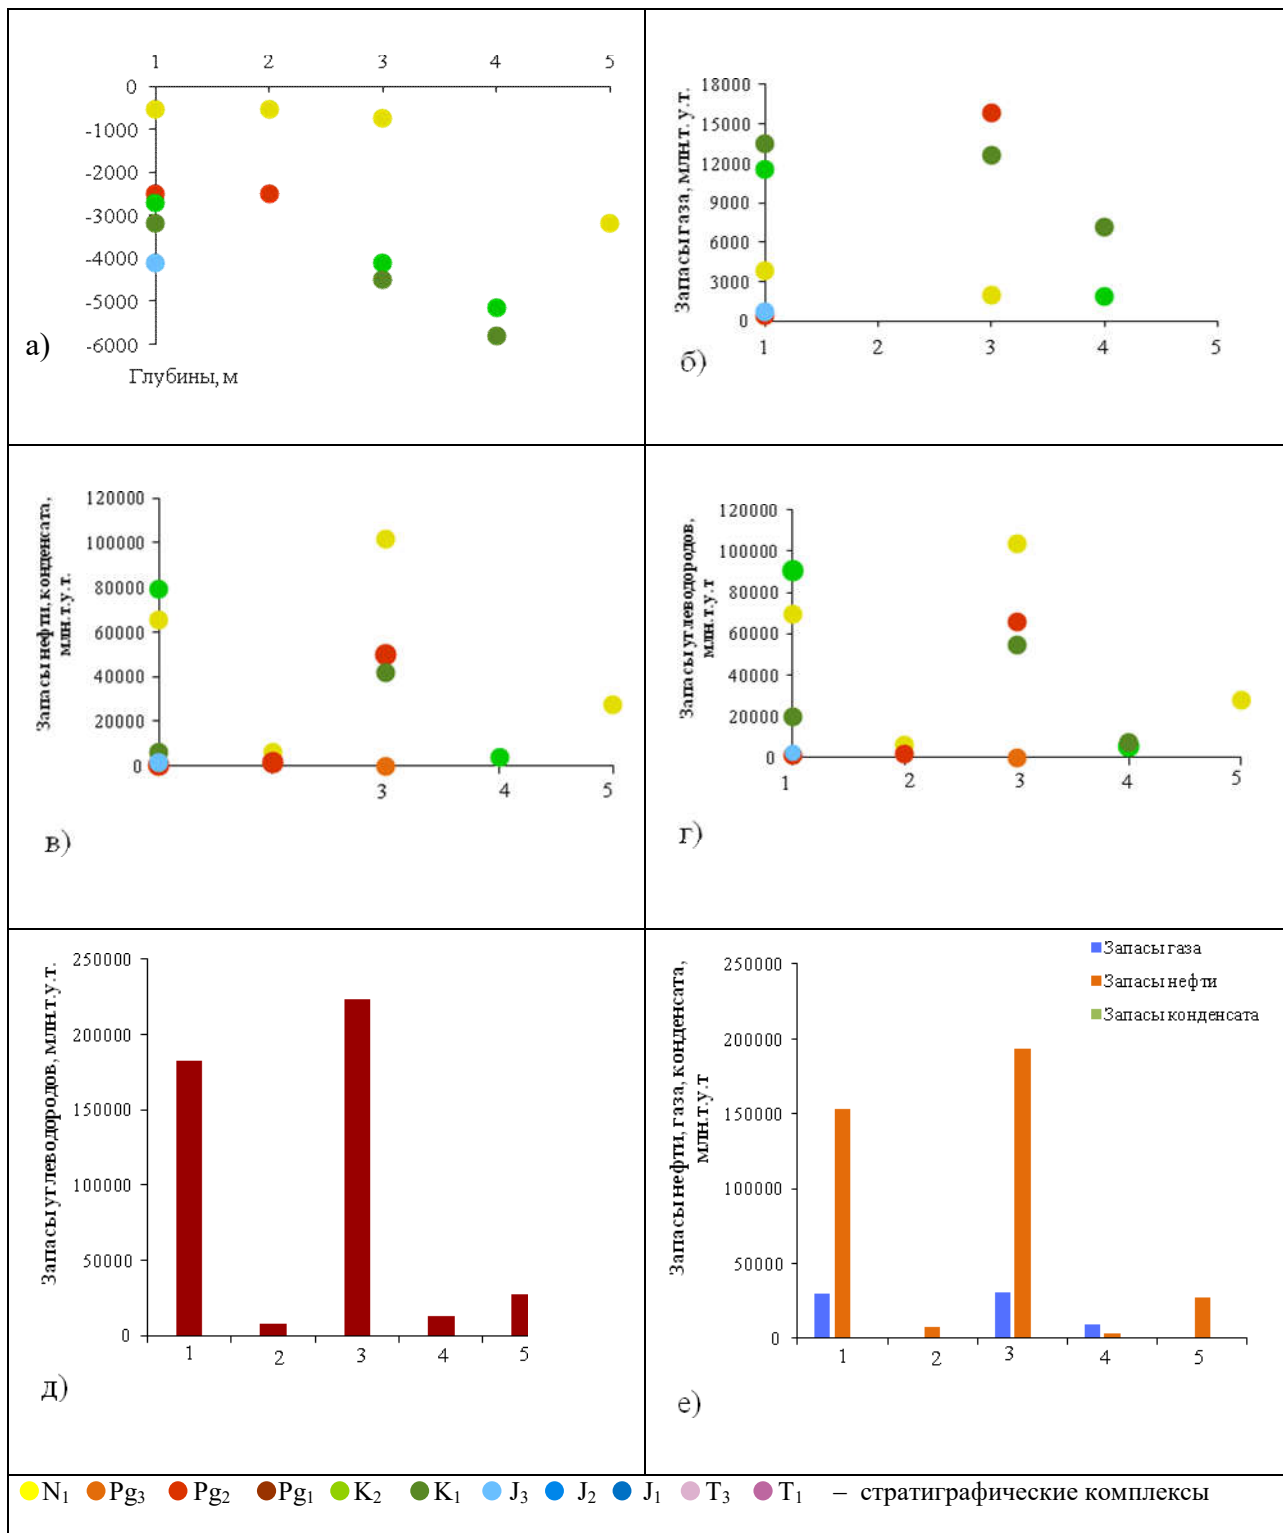 1 2 3 4 5
0
-1000
-2000
-3000
-4000
-5000
-6000
Глубины, м
а)
Запасы газа, млн.т. у.т.
18000
15000
12000
9000
6000
3000
0
1 2 3 4 5
б)
Запасы нефти, конденсата,
млн.т.у.т.
120000
100000
80000
60000
40000
20000
0
3 4 5
в)
Запасы углеводородов,
млн.т.у.т
120000
100000
80000
60000
40000
20000
0
1 2 3 4 5
г)
Запасы углеводородов, млн.т.у.т.
250000
200000
150000
100000
50000
0
1 2 3 4 5
д)
Запасы нефти, газа, конденсата,
млн.т.у.т
250000
200000
150000
100000
50000
0
1 2 3 4 5
Запасы газа
Запасы нефти
Запасы конденсата
е)
N₁ Pg₃ Pg₂ Pg₁ K₂ K₁ J₃ J₂ J₁ T₃ T₁ – стратиграфические комплексы